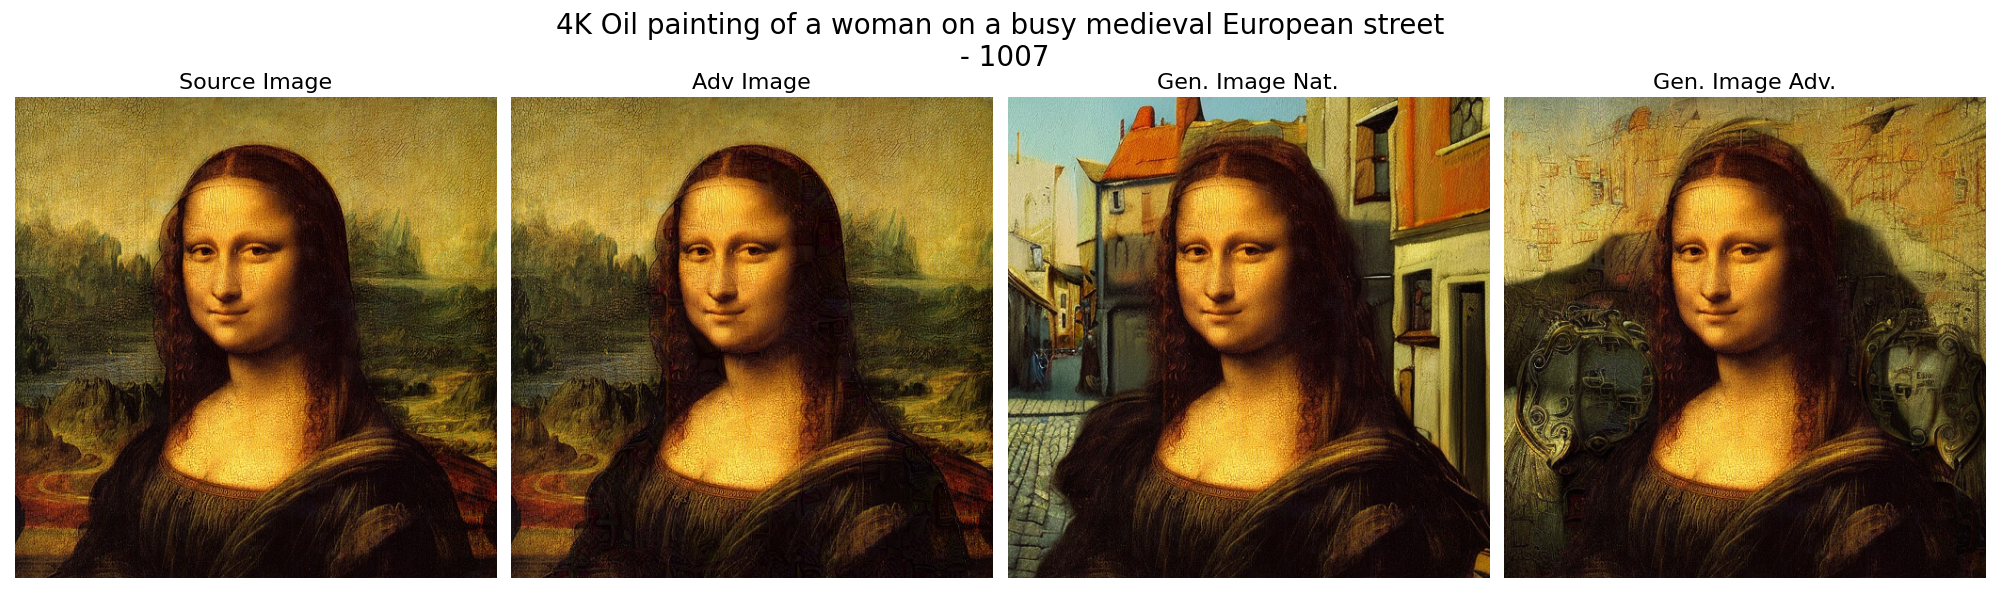 4K Oil painting of a woman on a busy medieval European street
- 1007
Source Image
Adv Image
Gen. Image Nat.
Gen. Image Adv.